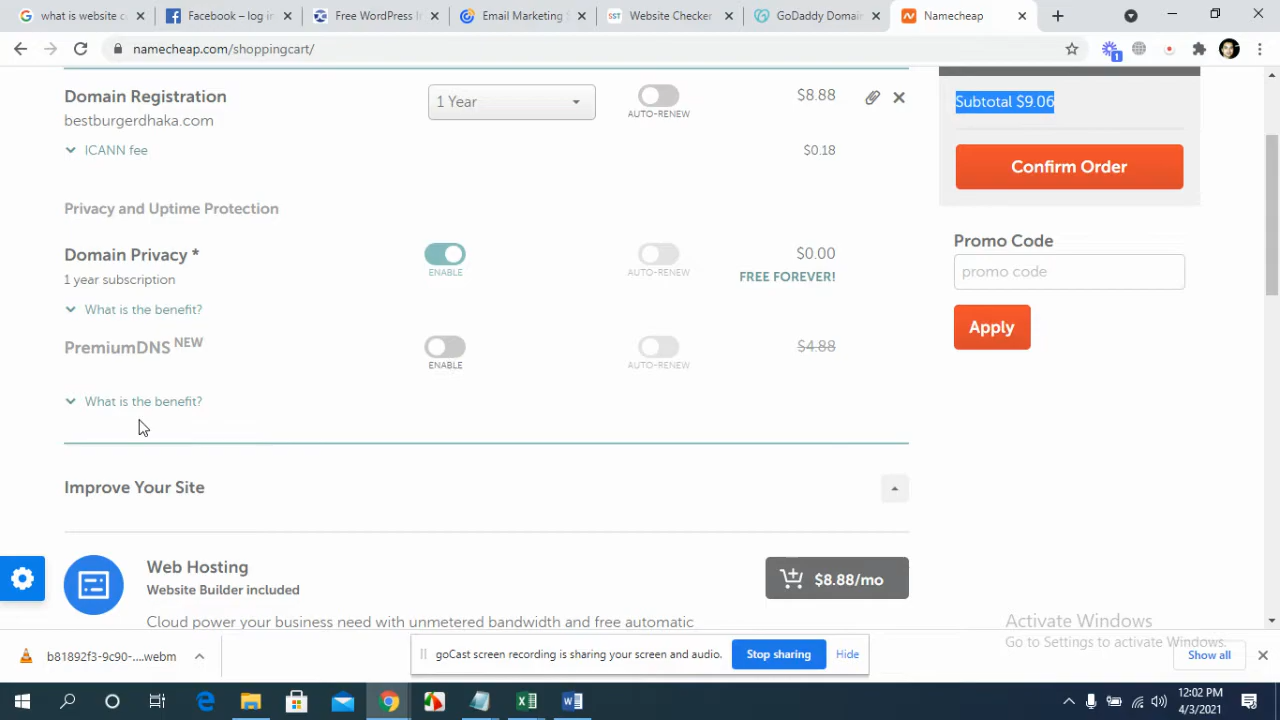 what is website c
Facebook – log in
Free WordPress I
Email Marketing S
SST
Website Checker
GoDaddy Domain
Namecheap
namecheap.com/shoppingcart/
1
Domain Registration
1 Year
AUTO-RENEW
$8.88
bestburgerdhaka.com
ICANN fee
$0.18
Privacy and Uptime Protection
Domain Privacy *
ENABLE
AUTO-RENEW
$0.00
1 year subscription
FREE FOREVER!
What is the benefit?
PremiumDNS NEW
ENABLE
AUTO-RENEW
$4.88
What is the benefit?
Improve Your Site
Web Hosting
Website Builder included
$8.88/mo
Cloud power your business need with unmetered bandwidth and free automatic
Subtotal $9.06
Confirm Order
Promo Code
promo code
Apply
Activate Windows
Go to Settings to activate Windows.
b81892f3-9c90-....webm
goCast screen recording is sharing your screen and audio.
Stop sharing
Hide
Show all
12:02 PM
4/3/2021